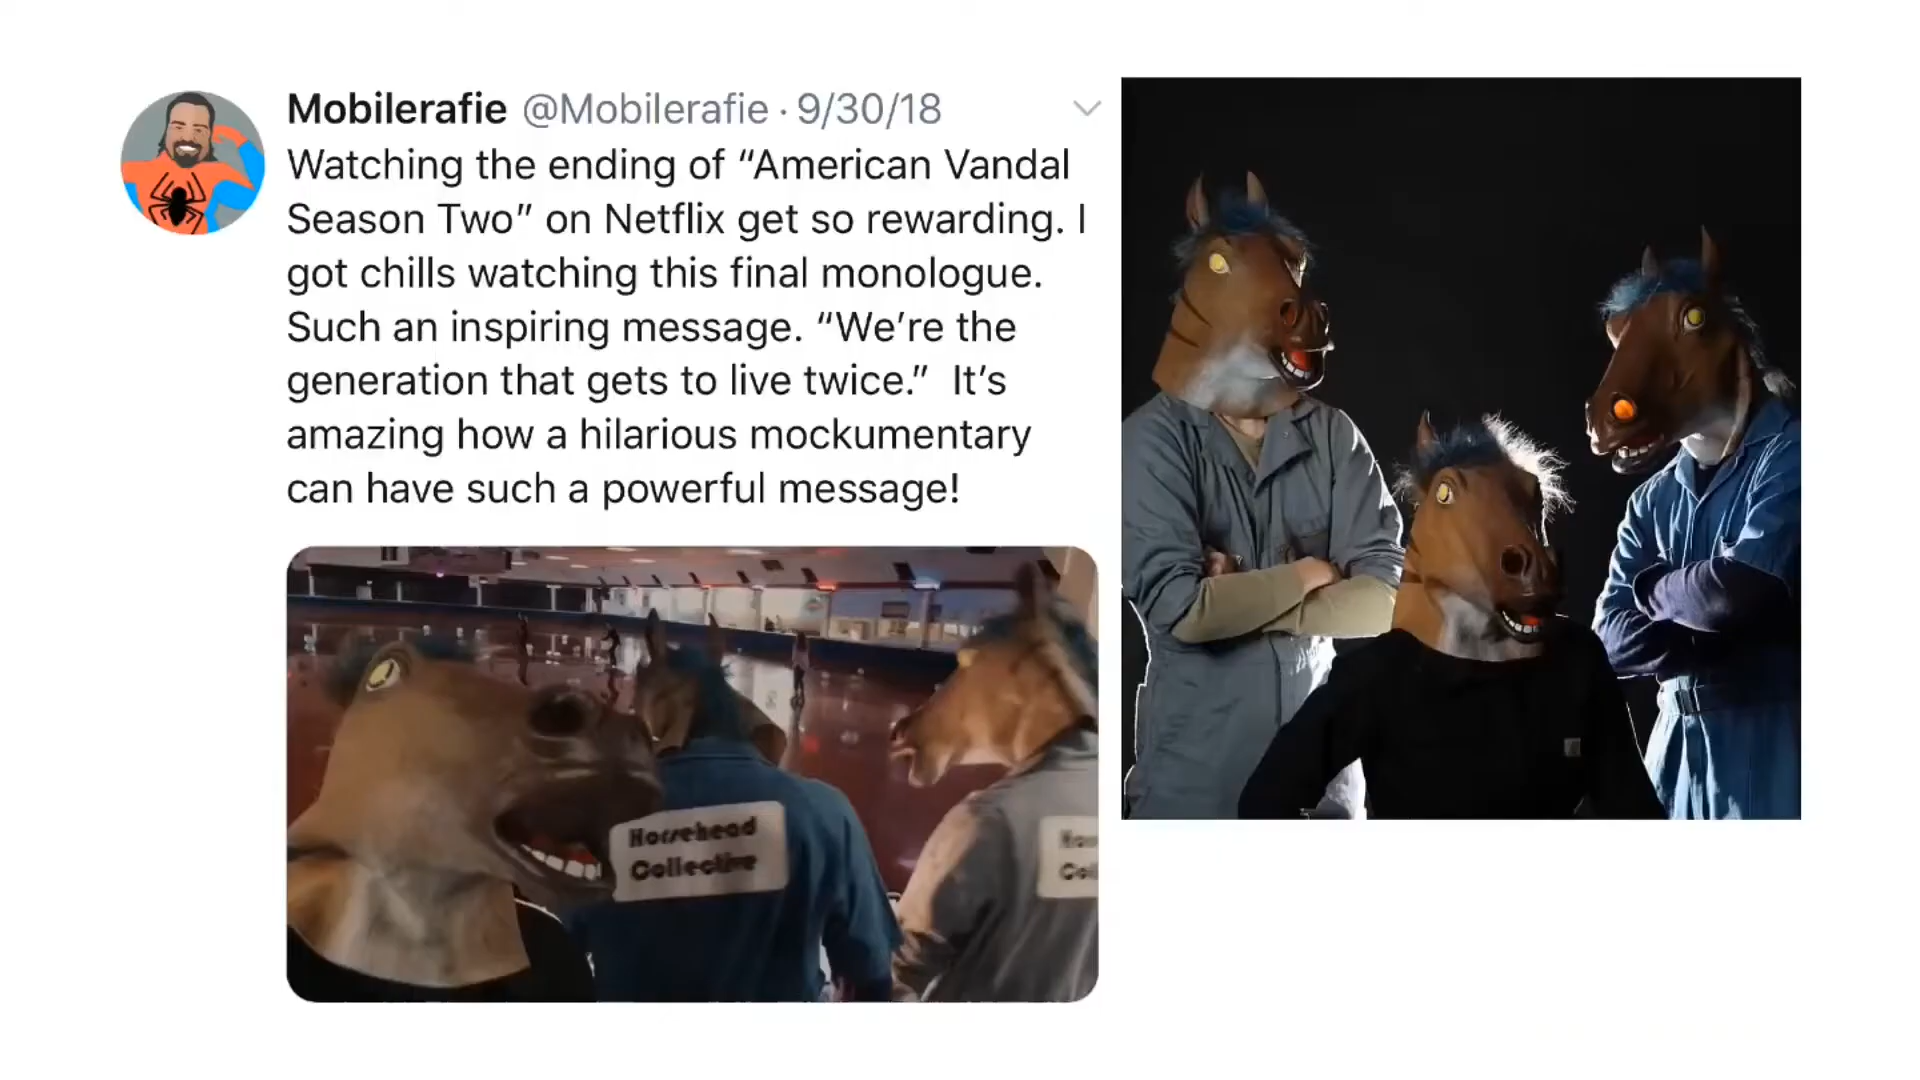 Mobilerafie @Mobilerafie · 9/30/18
Watching the ending of “American Vandal
Season Two” on Netflix get so rewarding. I
got chills watching this final monologue.
Such an inspiring message. “We’re the
generation that gets to live twice.”  It’s
amazing how a hilarious mockumentary
can have such a powerful message!
Horsehead
Collective